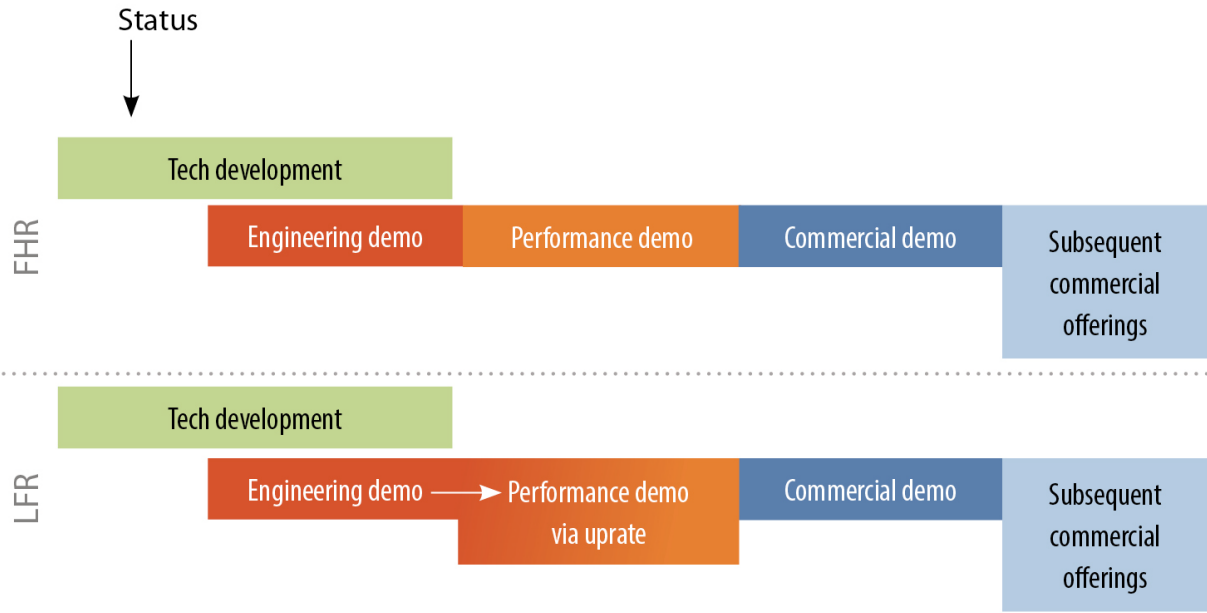 Status
FHR
Tech development
Engineering demo
Performance demo
Commercial demo
Subsequent
commercial
offerings
LFR
Tech development
Engineering demo
Performance demo
via uprate
Commercial demo
Subsequent
commercial
offerings